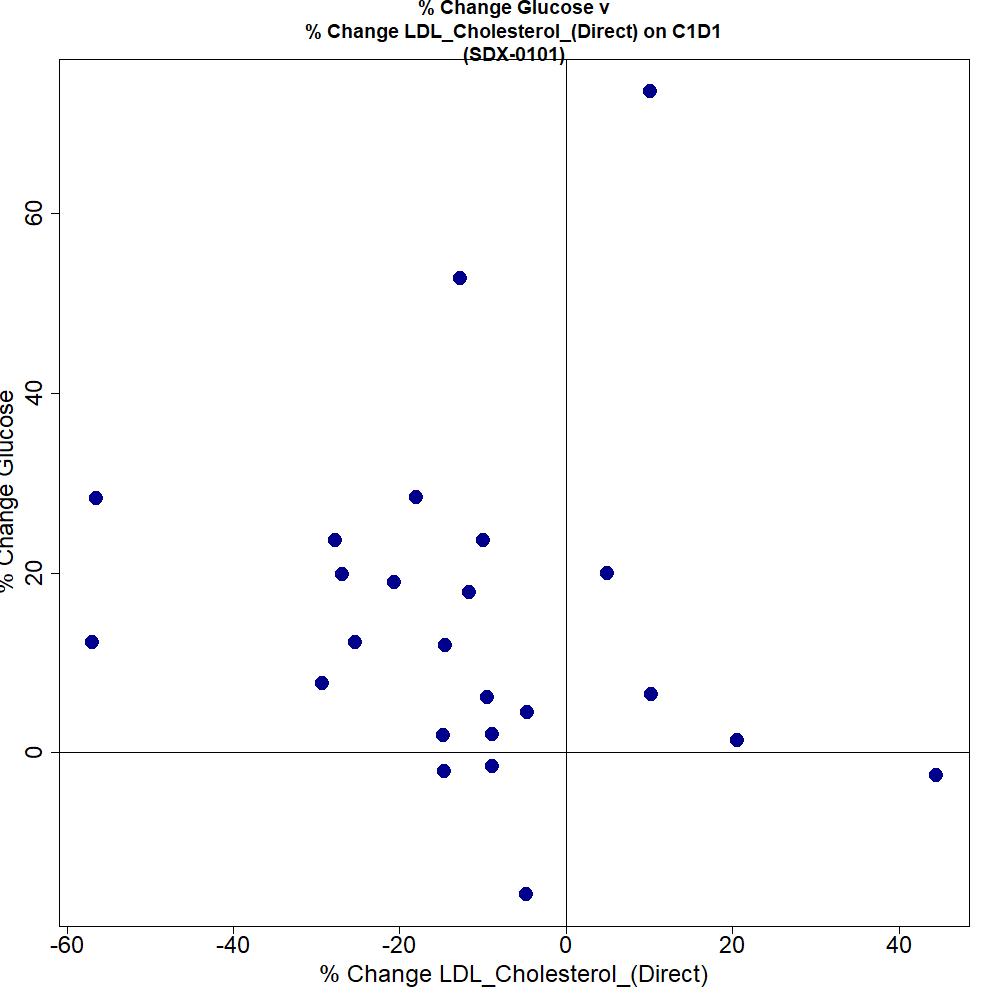 % Change Glucose v
% Change LDL_Cholesterol_(Direct) on C1D1
(SDX-0101)
% Change Glucose
60
40
20
0
-60 -40 -20 0 20 40
% Change LDL_Cholesterol_(Direct)